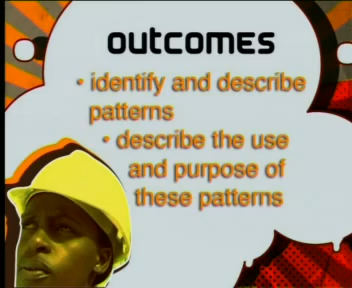 outcomes
• identify and describe
patterns
• describe the use
and purpose of
these patterns